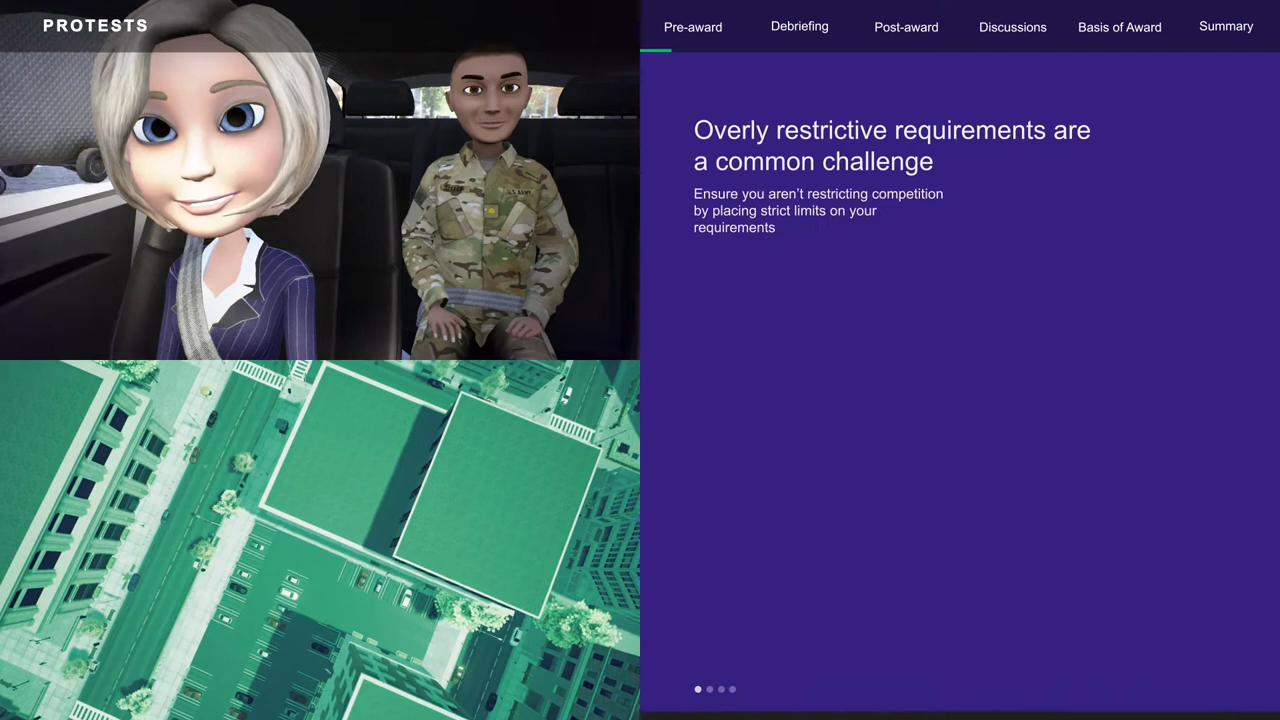 PROTESTS
Pre-award
Debriefing
Post-award
Discussions
Basis of Award
Summary
Overly restrictive requirements are
a common challenge
Ensure you aren't restricting competition
by placing strict limits on your
requirements
U.S. ARMY